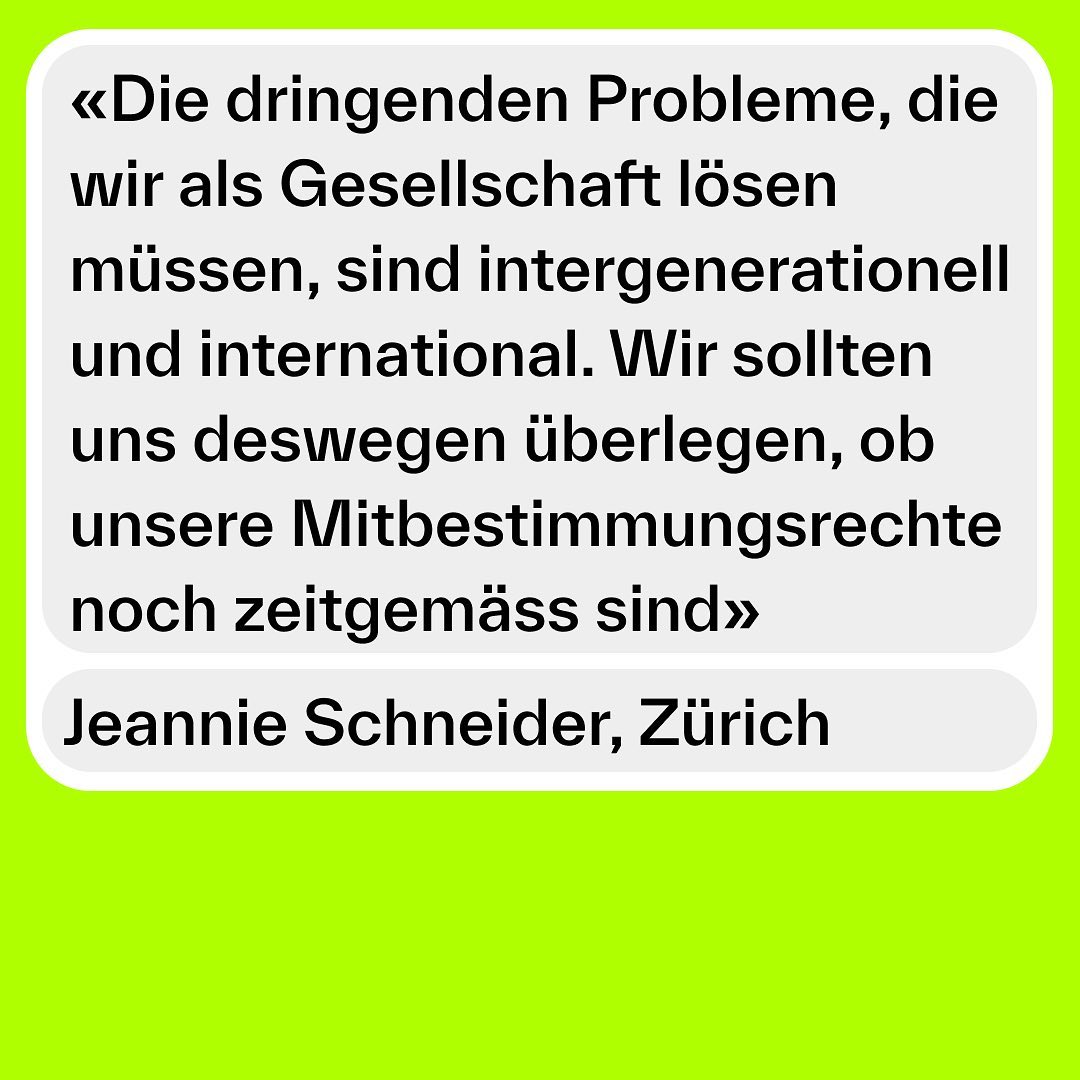 «Die dringenden Probleme, die
wir als Gesellschaft lösen
müssen, sind intergenerationell
und international. Wir sollten
uns deswegen überlegen, ob
unsere Mitbestimmungsrechte
noch zeitgemäss sind»
Jeannie Schneider, Zürich